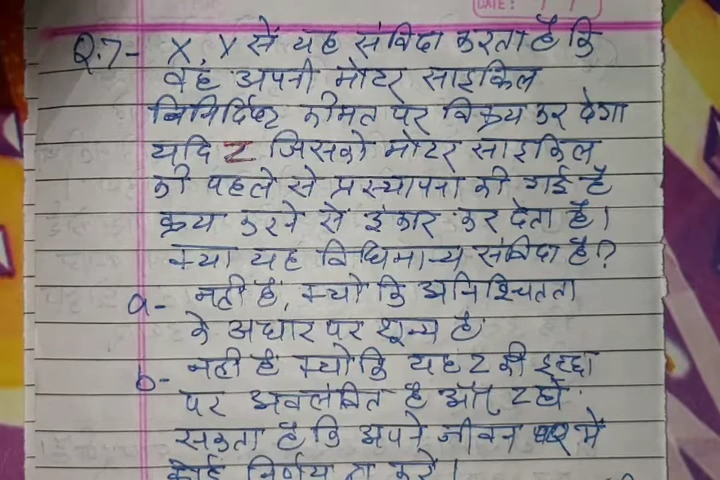 DATE: / /
Q.7- X, Y से यह संविदा करता है कि
वह अपनी मोटर साइकिल
विनिर्दिष्ट कीमत पर विक्रय कर देगा
यदि Z जिसको मोटर साइकिल
की पहले से प्रस्थापना की गई है
क्रय करने से इंकार कर देता है।
क्या यह विधिमान्य संविदा है?
a- नही है, क्यो कि अनिश्चितता
के अधार पर शून्य है
b- नही है क्यो कि यह Z की इच्छा
पर अवलंबित है और Z हो
सकता है कि अपने जीवन में
कोई निर्णय न करे।